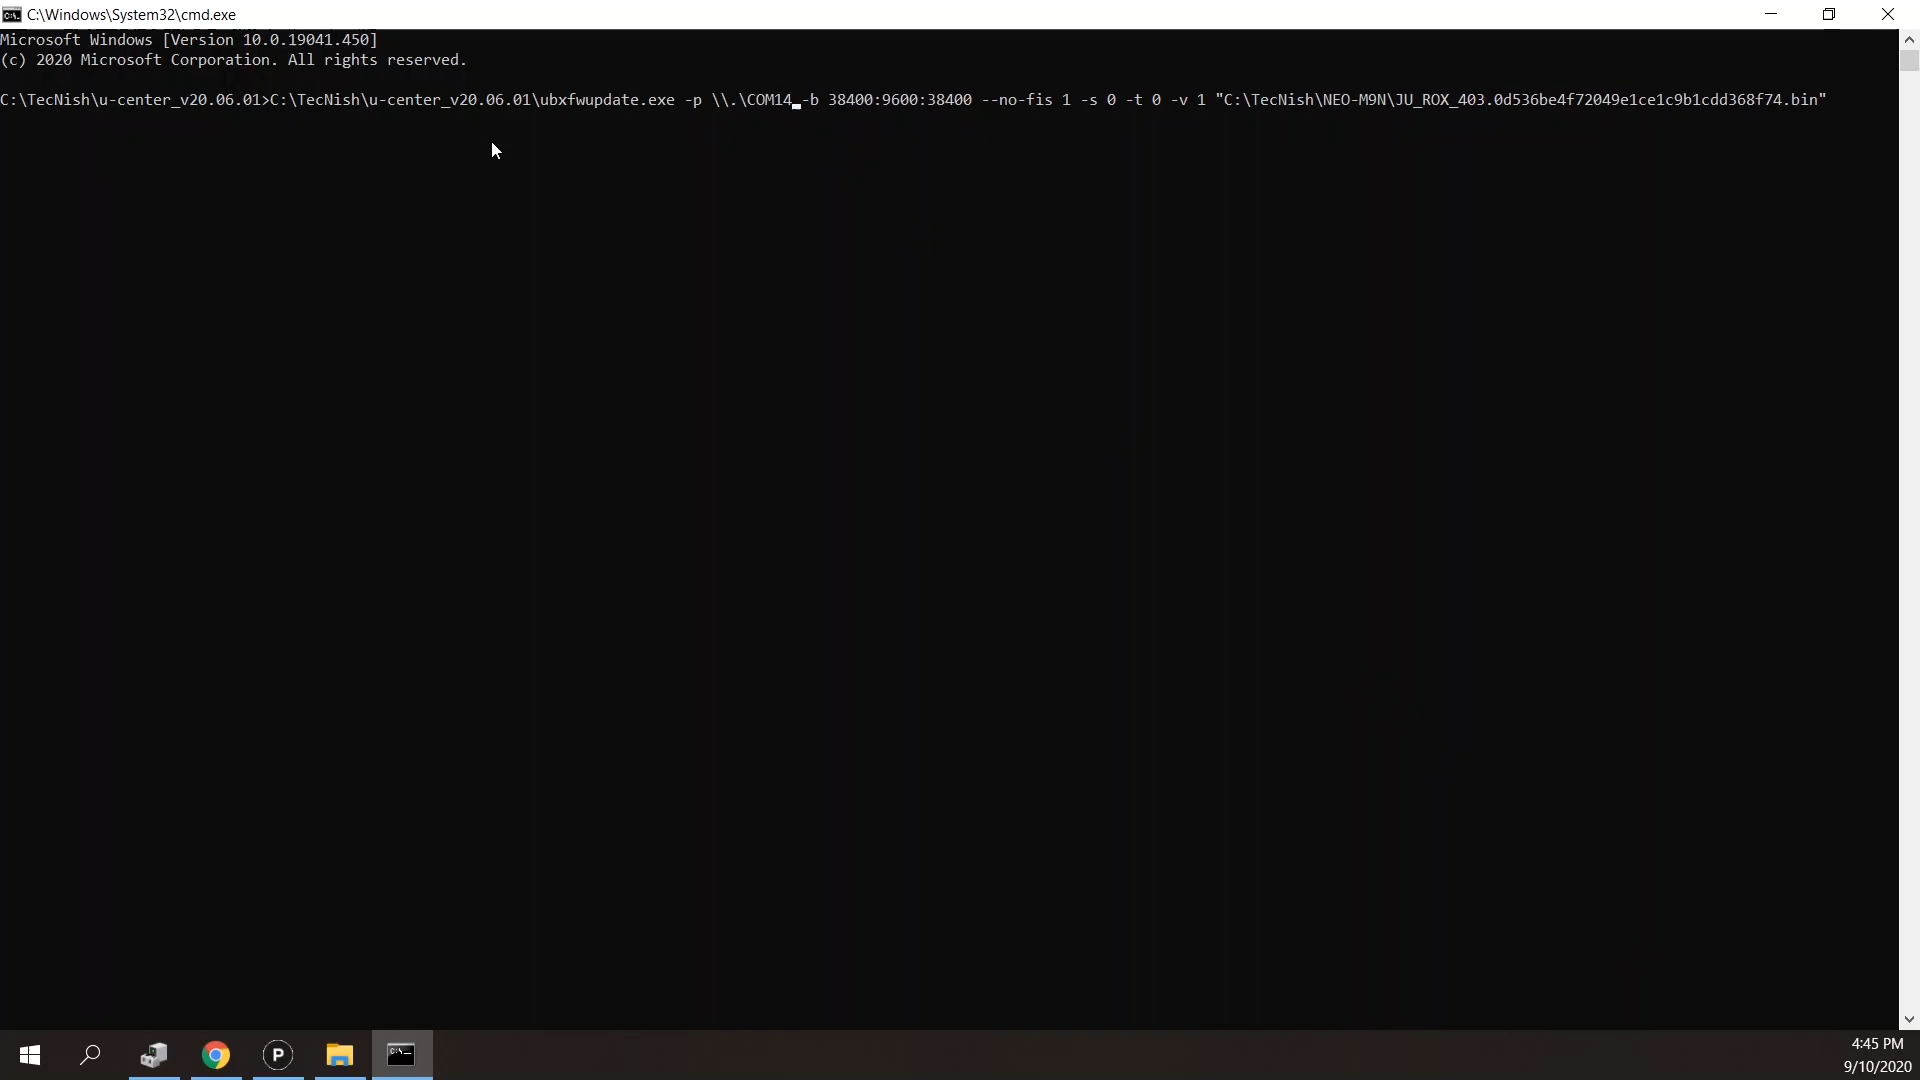 C:\Windows\System32\cmd.exe
Microsoft Windows [Version 10.0.19041.450]
(c) 2020 Microsoft Corporation. All rights reserved.
C:\TecNish\u-center_v20.06.01>C:\TecNish\u-center_v20.06.01\ubxfwupdate.exe -p \\.\COM14 -b 38400:9600:38400 --no-fis 1 -s 0 -t 0 -v 1 "C:\TecNish\NEO-M9N\JU_ROX_403.0d536be4f72049e1ce1c9b1cdd368f74.bin"
P
4:45 PM
9/10/2020